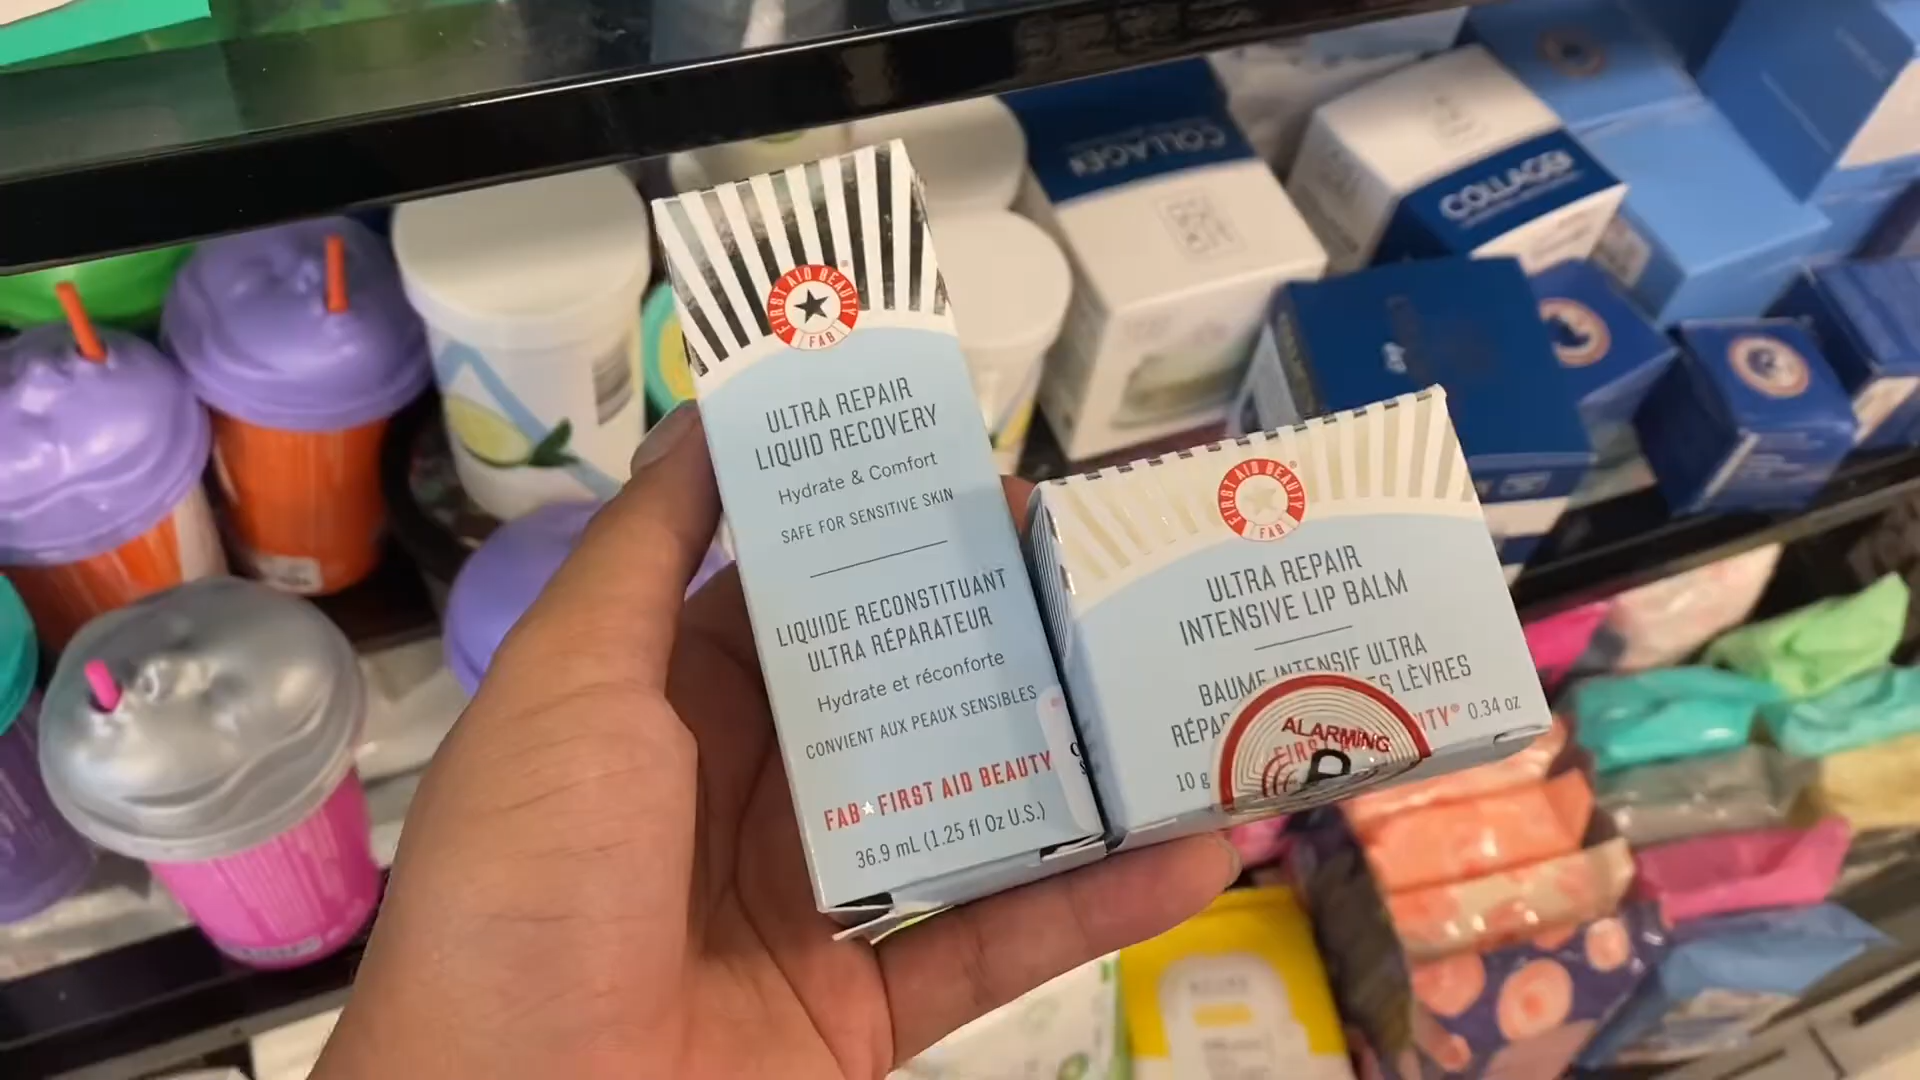 COLLAGEN
COLLAGEN
FIRST AID BEAUTY®
FAB
ULTRA REPAIR
LIQUID RECOVERY
Hydrate & Comfort
SAFE FOR SENSITIVE SKIN
LIQUIDE RECONSTITUANT
ULTRA RÉPARATEUR
Hydrate et réconforte
CONVIENT AUX PEAUX SENSIBLES
FAB★FIRST AID BEAUTY
36.9 mL (1.25 fl Oz U.S.)
FIRST AID BEAUTY®
FAB
ULTRA REPAIR
INTENSIVE LIP BALM
BAUME INTENSIF ULTRA
LÈVRES
0.34 oz
10 g
ALARMING